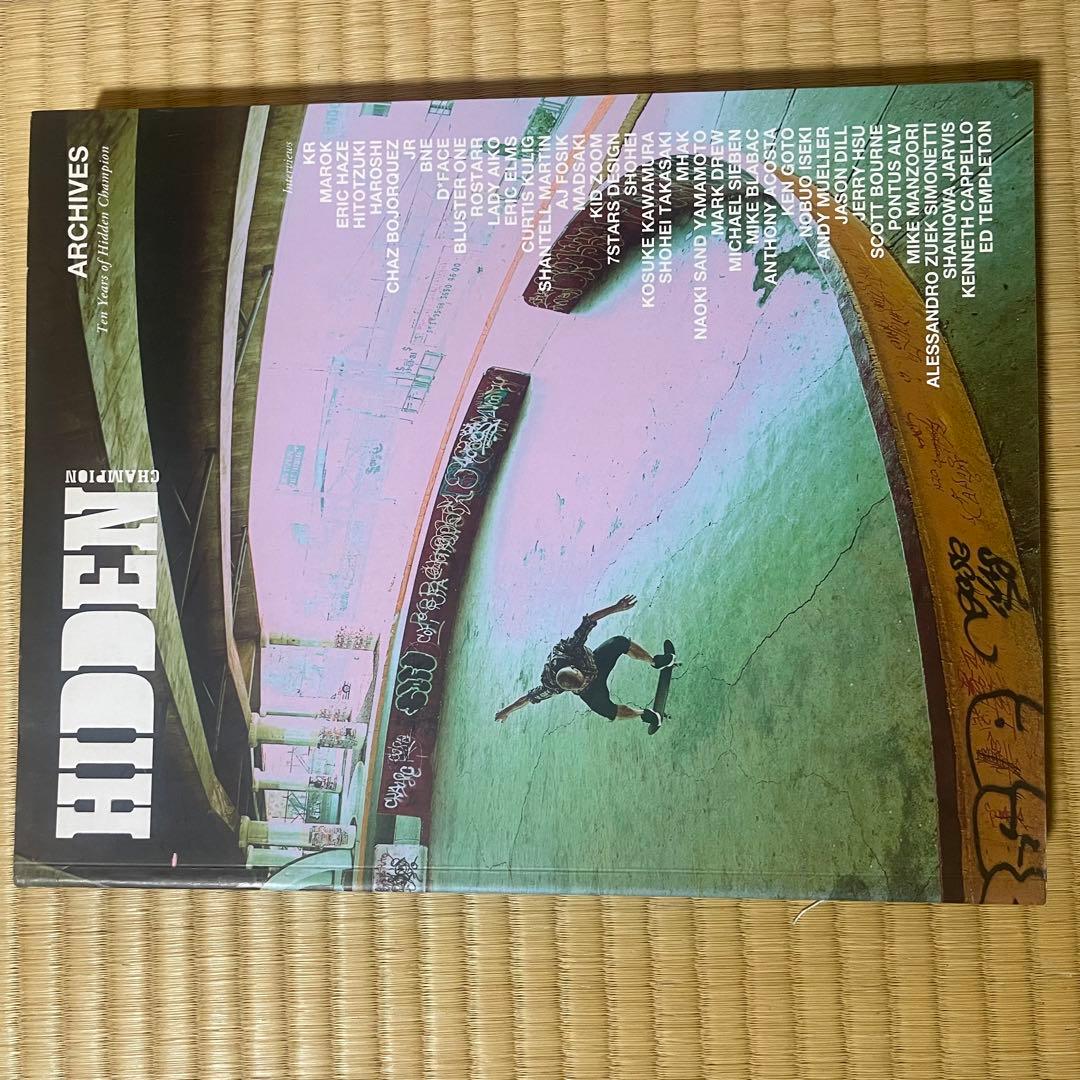 HIDDEN
CHAMPION
ARCHIVES
Ten Years of Hidden Champion
Interviews
KR
MAROK
ERIC HAZE
HITOTZUKI
HAROSHI
CHAZ BOJORQUEZ
JR
BNE
D*FACE
BLUSTER ONE
ROSTARR
LADY AIKO
ERIC ELMS
CURTIS KULIG
SHANTELL MARTIN
AJ FOSIK
MADSAKI
KID ZOOM
7STARS DESIGN
SHOHEI
KOSUKE KAWAMURA
SHOHEI TAKASAKI
MHAK
NAOKI SAND YAMAMOTO
MARK DREW
MICHAEL SIEBEN
MIKE BILABAC
ANTHONY ACOSTA
KEN GOTO
NOBUO ISEKI
ANDY MUELLER
JASON DILL
JERRY HSU
SCOTT BOURNE
PONTUS ALV
MIKE MANZOORI
ALESSANDRO ZUEK SIMONETTI
SHANIQWA JARVIS
KENNETH CAPPELLO
ED TEMPLETON